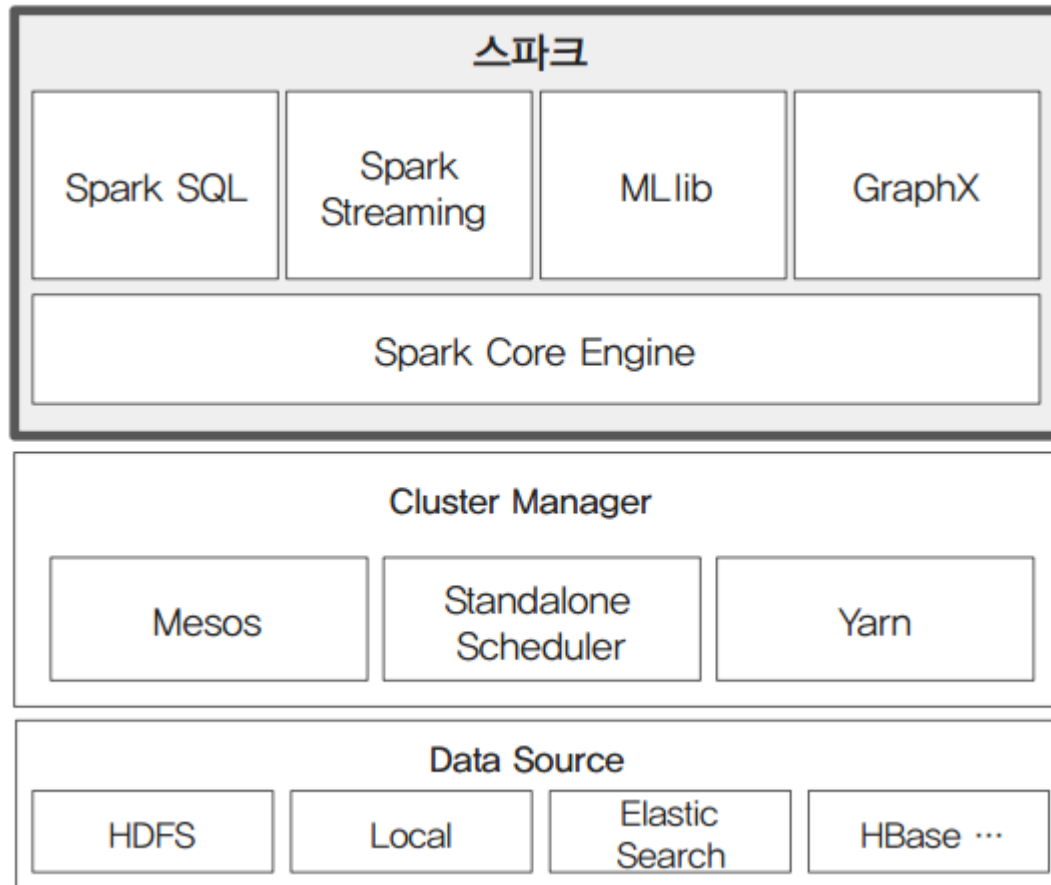 스파크
Spark SQL
Spark
Streaming
MLlib
GraphX
Spark Core Engine
Cluster Manager
Mesos
Standalone
Scheduler
Yarn
Data Source
HDFS
Local
Elastic
Search
HBase …